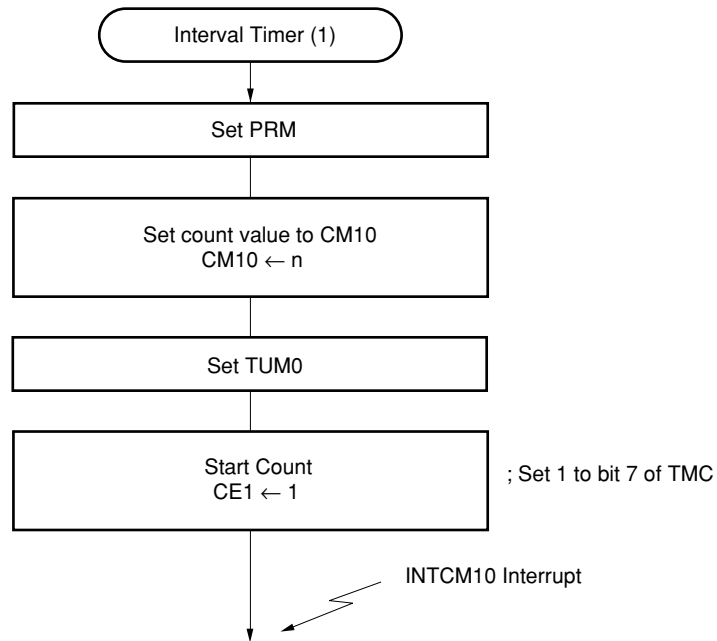 Interval Timer (1)
Set PRM
Set count value to CM10
CM10 ← n
Set TUM0
Start Count
CE1 ← 1
; Set 1 to bit 7 of TMC
INTCM10 Interrupt